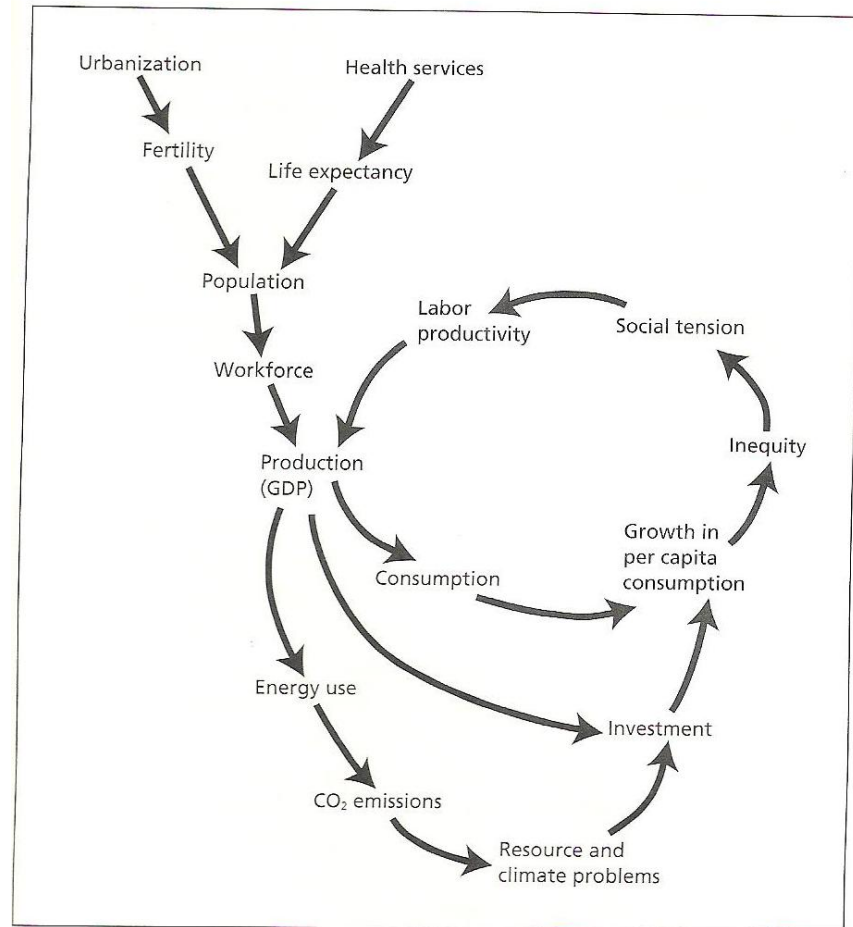 Urbanization
Health services
Fertility
Life expectancy
Population
Labor
productivity
Social tension
Workforce
Inequity
Production
(GDP)
Growth in
per capita
consumption
Consumption
Energy use
Investment
CO₂ emissions
Resource and
climate problems